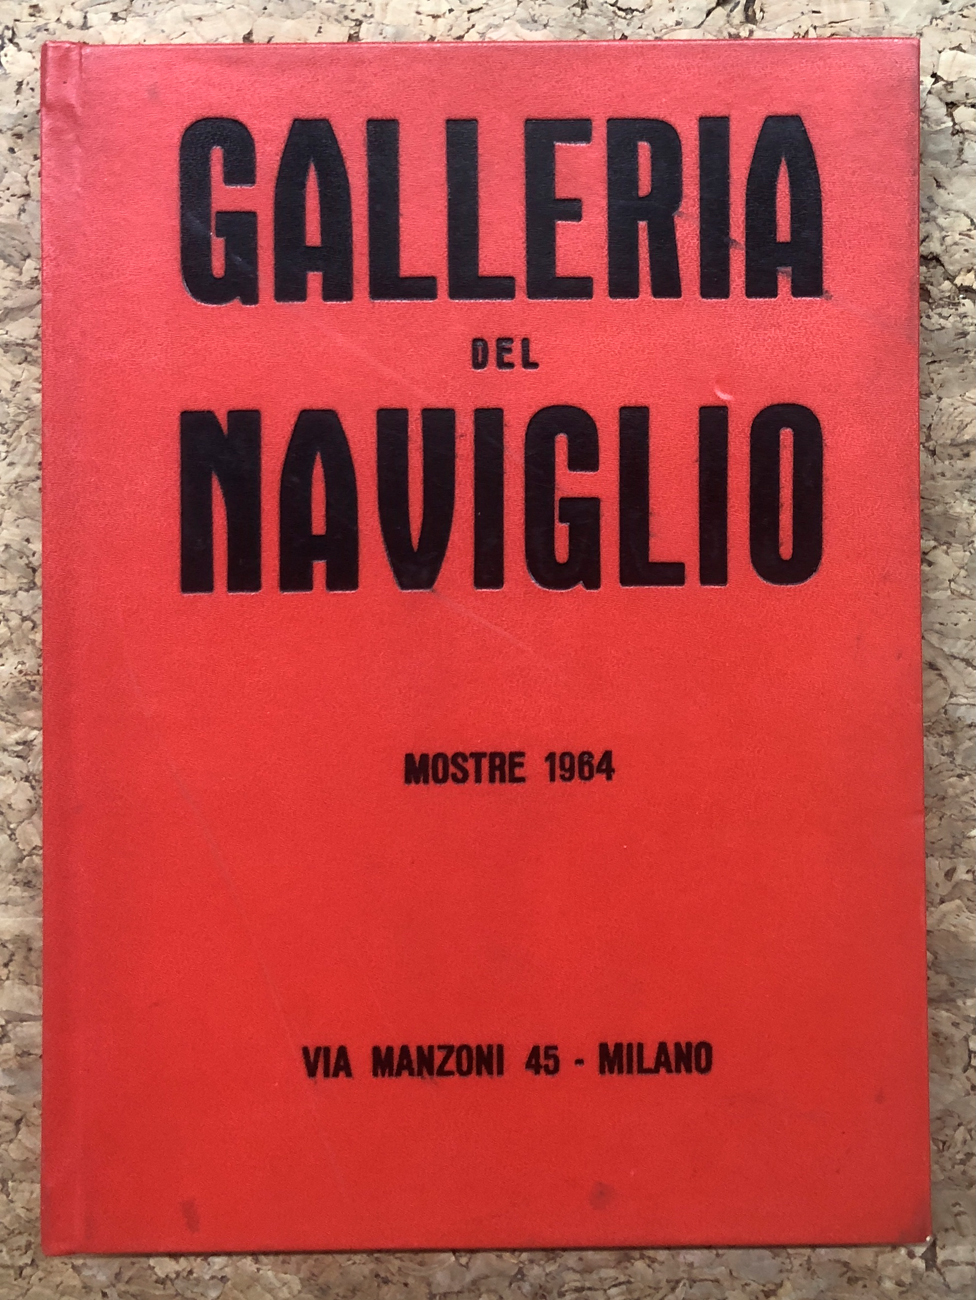 GALLERIA
DEL
NAVIGLIO
MOSTRE 1964
VIA MANZONI 45 - MILANO